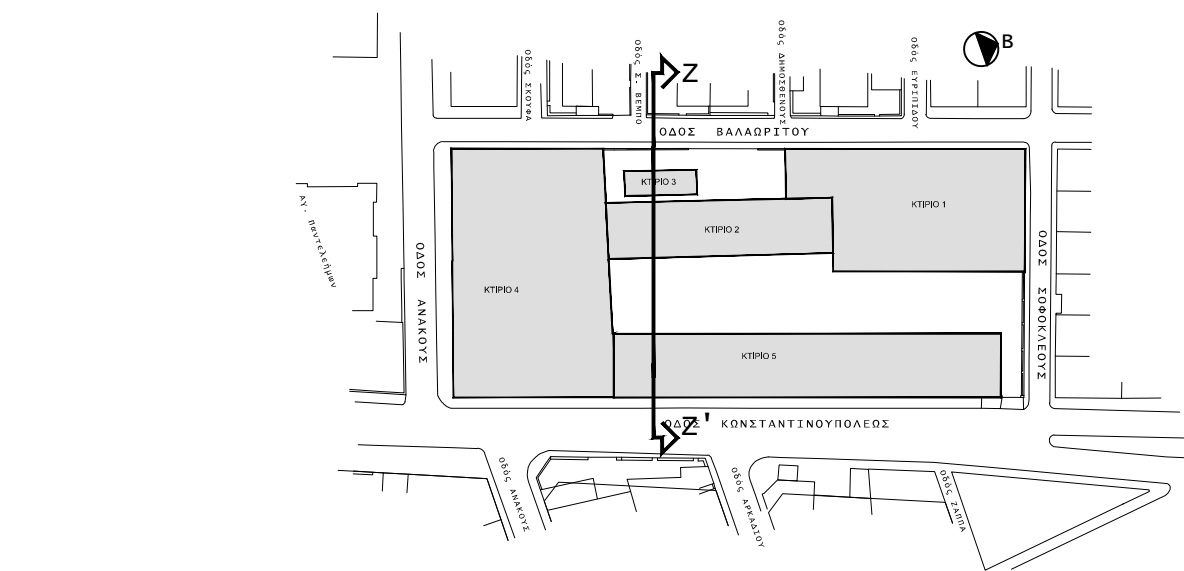 Οδός ΣΚΟΥΦΑ
Οδός Σ. ΒΕΜΠΟ
Οδός ΔΗΜΟΣΘΕΝΟΥΣ
Οδός ΕΥΡΙΠΙΔΟΥ
Β
Z
ΟΔΟΣ ΒΑΛΑΩΡΙΤΟΥ
ΚΤΙΡΙΟ 3
ΚΤΙΡΙΟ 1
ΚΤΙΡΙΟ 2
ΑΥ. Παντελεήμων
ΟΔΟΣ ΑΝΑΚΟΥΣ
ΚΤΙΡΙΟ 4
ΟΔΟΣ ΣΟΦΟΚΛΕΟΥΣ
ΚΤΙΡΙΟ 5
Z'
ΟΔΟΣ ΚΩΝΣΤΑΝΤΙΝΟΥΠΟΛΕΩΣ
Οδός ΑΝΑΚΟΥΣ
Οδός ΑΡΚΑΔΙΟΥ
Οδός ΖΑΠΠΑ